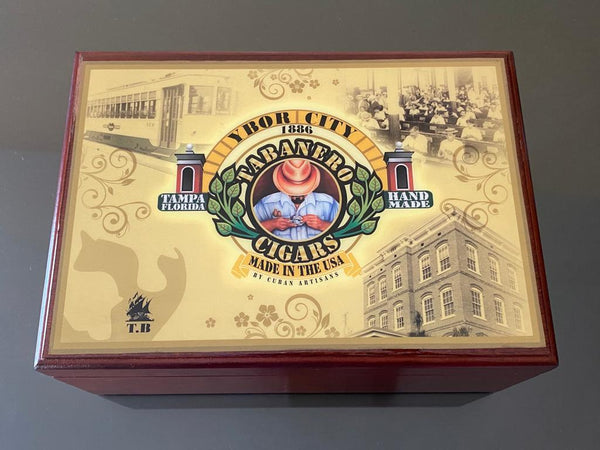 YBOR CITY
1886
TABANERO
CIGARS
TAMPA
FLORIDA
HAND
MADE
MADE IN THE USA
BY CUBAN ARTISANS
T.B